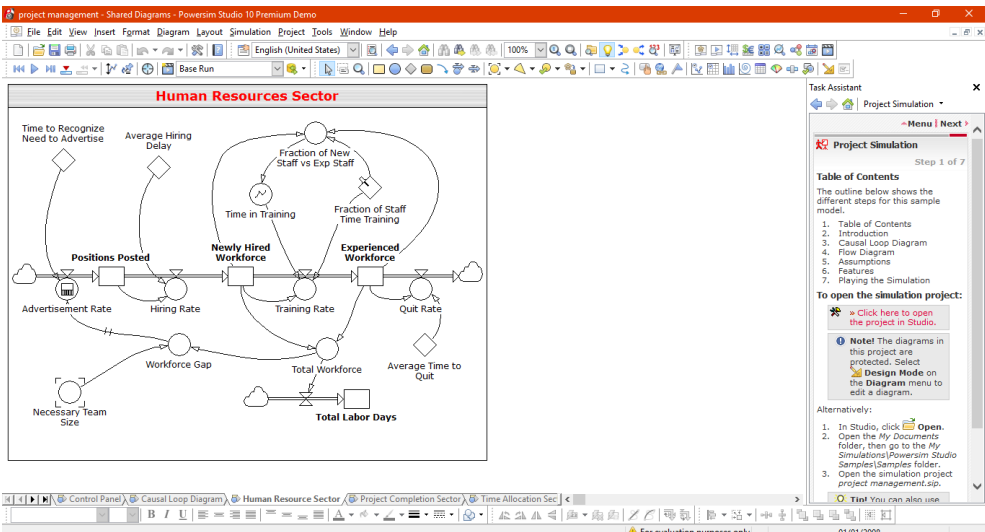 project management - Shared Diagrams - Powersim Studio 10 Premium Demo
File Edit View Insert Format Diagram Layout Simulation Project Tools Window Help
English (United States)
100%
Base Run
Human Resources Sector
Time to Recognize
Need to Advertise
Average Hiring
Delay
Fraction of New
Staff vs Exp Staff
Time in Training
Fraction of Staff
Time Training
Positions Posted
Newly Hired
Workforce
Experienced
Workforce
Advertisement Rate
Hiring Rate
Training Rate
Quit Rate
Workforce Gap
Total Workforce
Average Time to
Quit
Necessary Team
Size
Total Labor Days
Task Assistant
Project Simulation
Menu | Next
Project Simulation
Step 1 of 7
Table of Contents
The outline below shows the
different steps for this sample
model.
1. Table of Contents
2. Introduction
3. Causal Loop Diagram
4. Flow Diagram
5. Assumptions
6. Features
7. Playing the Simulation
To open the simulation project:
» Click here to open
the project in Studio.
Note! The diagrams in
this project are
protected. Select
Design Mode on
the Diagram menu to
edit a diagram.
Alternatively:
1. In Studio, click Open.
2. Open the My Documents
folder, then go to the My
Simulations\Powersim Studio
Samples\Samples folder.
3. Open the simulation project
project management.sip.
Tip! You can also use
Control Panel Causal Loop Diagram Human Resource Sector Project Completion Sector Time Allocation Sec
B I U
For evaluation purposes only
01/01/2008